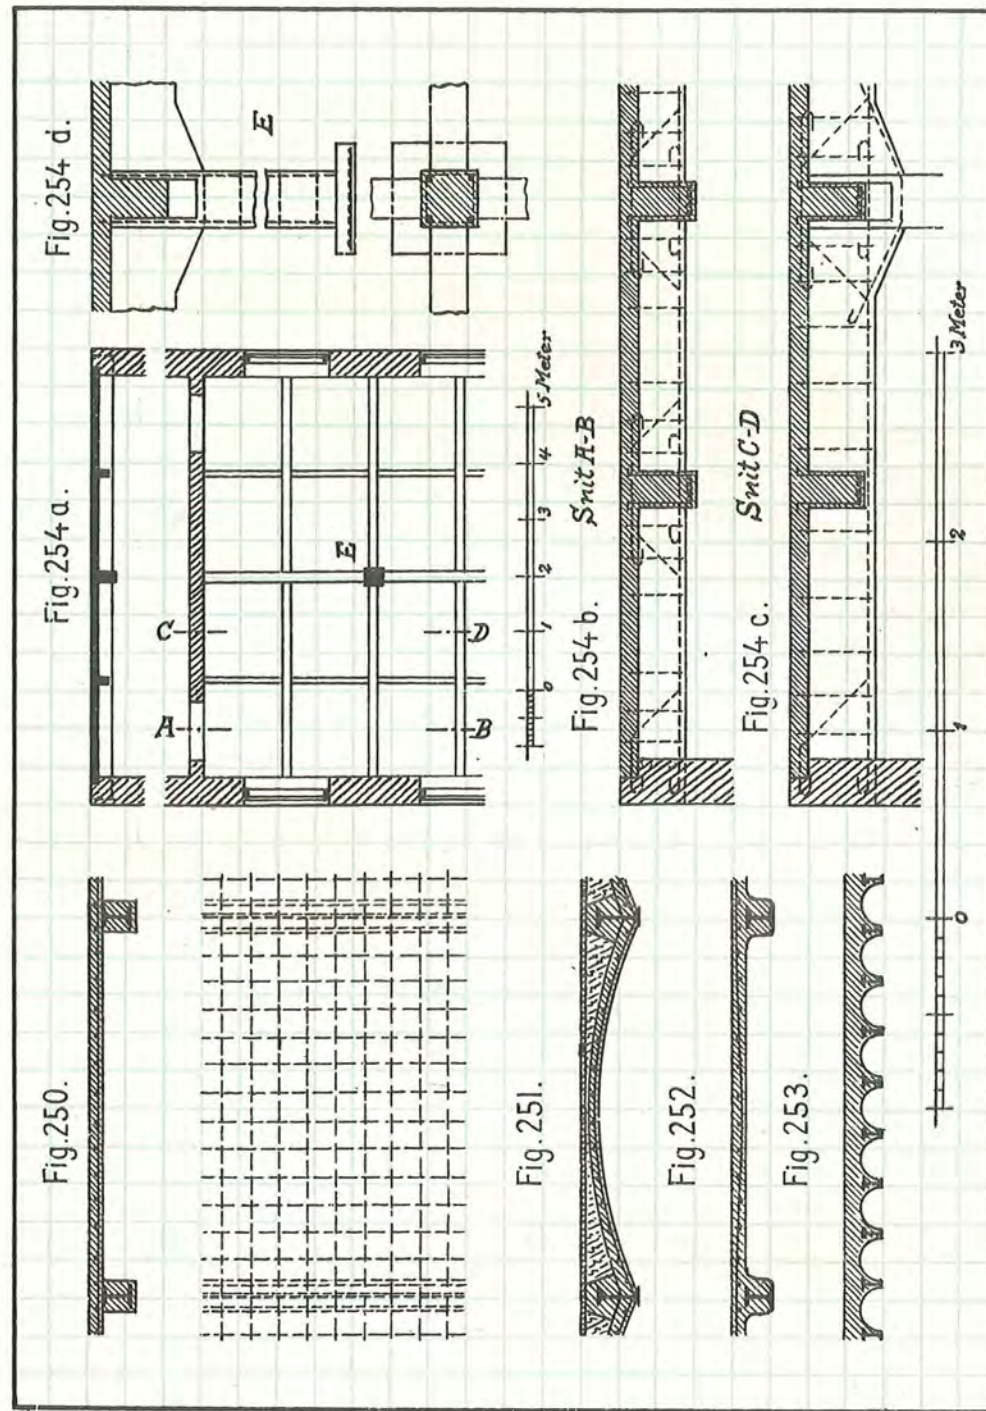 Fig. 250.
Fig. 251.
Fig. 252.
Fig. 253.
Fig. 254 a.
C
D
A
B
E
0 1 2 3 4 5 Meter
Fig. 254 d.
E
Fig. 254 b.
Snit A-B
Fig. 254 c.
Snit C-D
0 1 2 3 Meter